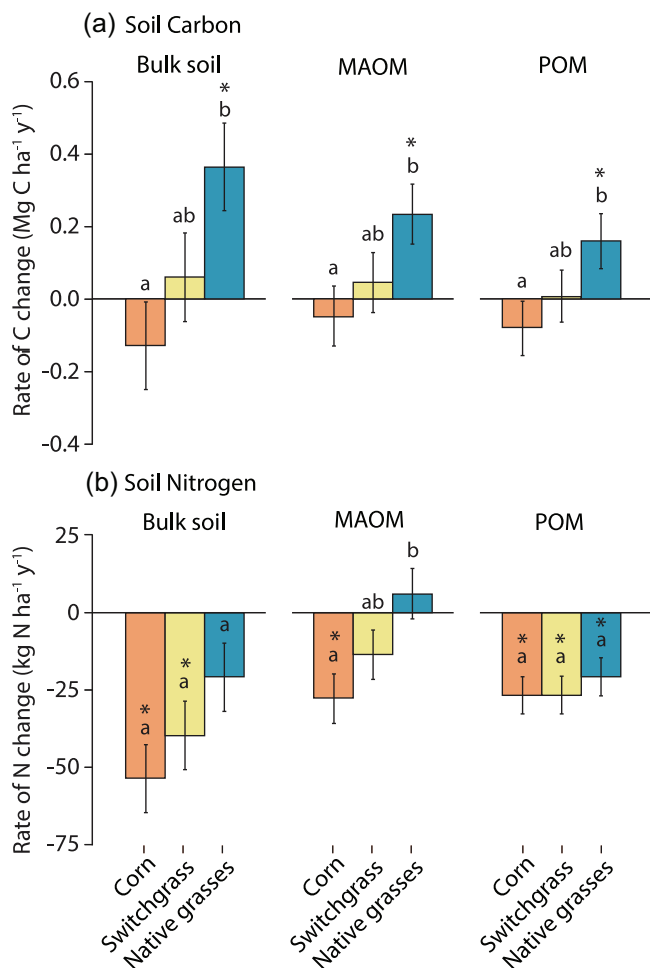 (a) Soil Carbon
Bulk soil
MAOM
POM
Rate of C change (Mg C ha⁻¹ y⁻¹)
0.6
0.4
0.2
0.0
-0.2
-0.4
a
ab
*
b
a
ab
*
b
a
ab
*
b
(b) Soil Nitrogen
Bulk soil
MAOM
POM
Rate of N change (kg N ha⁻¹ y⁻¹)
25
0
-25
-50
-75
*
a
*
a
a
*
a
ab
b
*
a
*
a
*
a
Corn
Switchgrass
Native grasses
Corn
Switchgrass
Native grasses
Corn
Switchgrass
Native grasses